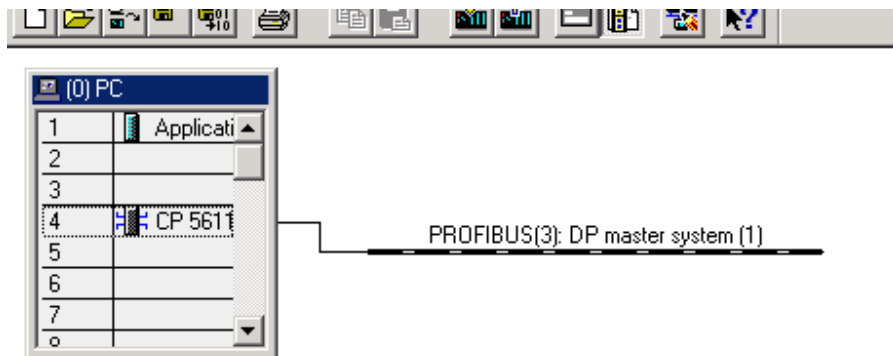 (0) PC
1 Applicati
2
3
4 CP 5611
PROFIBUS(3): DP master system (1)
5
6
7